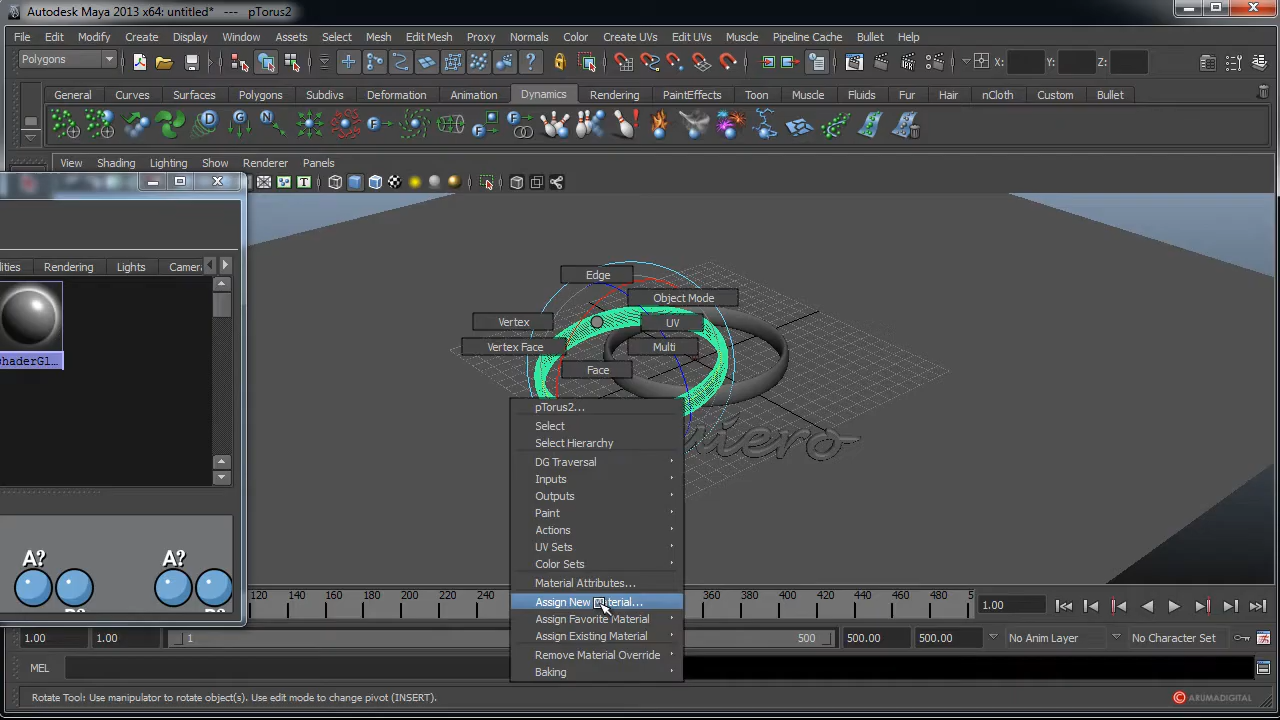 Autodesk Maya 2013 x64: untitled* --- pTorus2
File Edit Modify Create Display Window Assets Select Mesh Edit Mesh Proxy Normals Color Create UVs Edit UVs Muscle Pipeline Cache Bullet Help
Polygons
X: Y: Z:
General Curves Surfaces Polygons Subdivs Deformation Animation Dynamics Rendering PaintEffects Toon Muscle Fluids Fur Hair nCloth Custom Bullet
View Shading Lighting Show Renderer Panels
Rendering Lights
Edge
Object Mode
Vertex
UV
Vertex Face
Multi
Face
pTorus2...
Select
Select Hierarchy
DG Traversal
Inputs
Outputs
Paint
Actions
UV Sets
Color Sets
Material Attributes...
Assign New Material...
Assign Favorite Material
Assign Existing Material
Remove Material Override
Baking
A? A?
120 140 160 180 200 220 240 360 380 400 420 440 460 480 5
1.00
1.00 1.00 1 500 500.00 500.00 No Anim Layer No Character Set
MEL
Rotate Tool: Use manipulator to rotate object(s). Use edit mode to change pivot (INSERT).
© ARUMADIGITAL